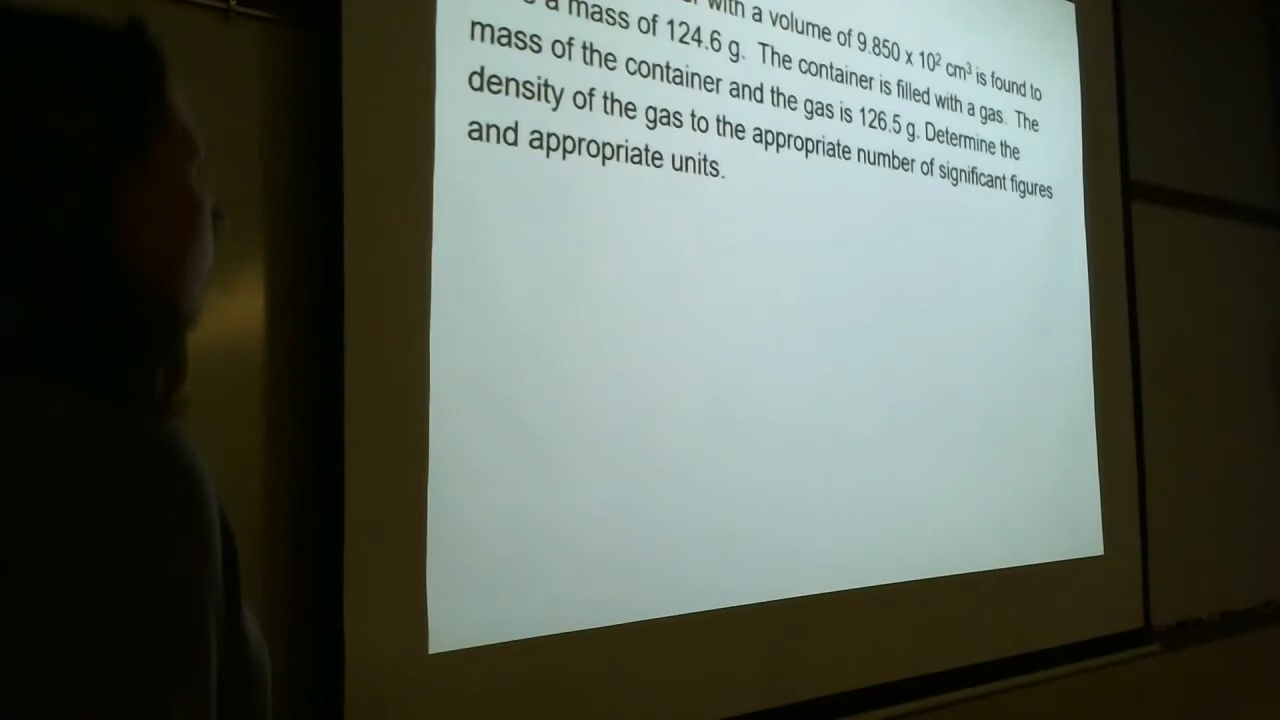 with a volume of 9.850 x 10² cm³ is found to
a mass of 124.6 g. The container is filled with a gas. The
mass of the container and the gas is 126.5 g. Determine the
density of the gas to the appropriate number of significant figures
and appropriate units.